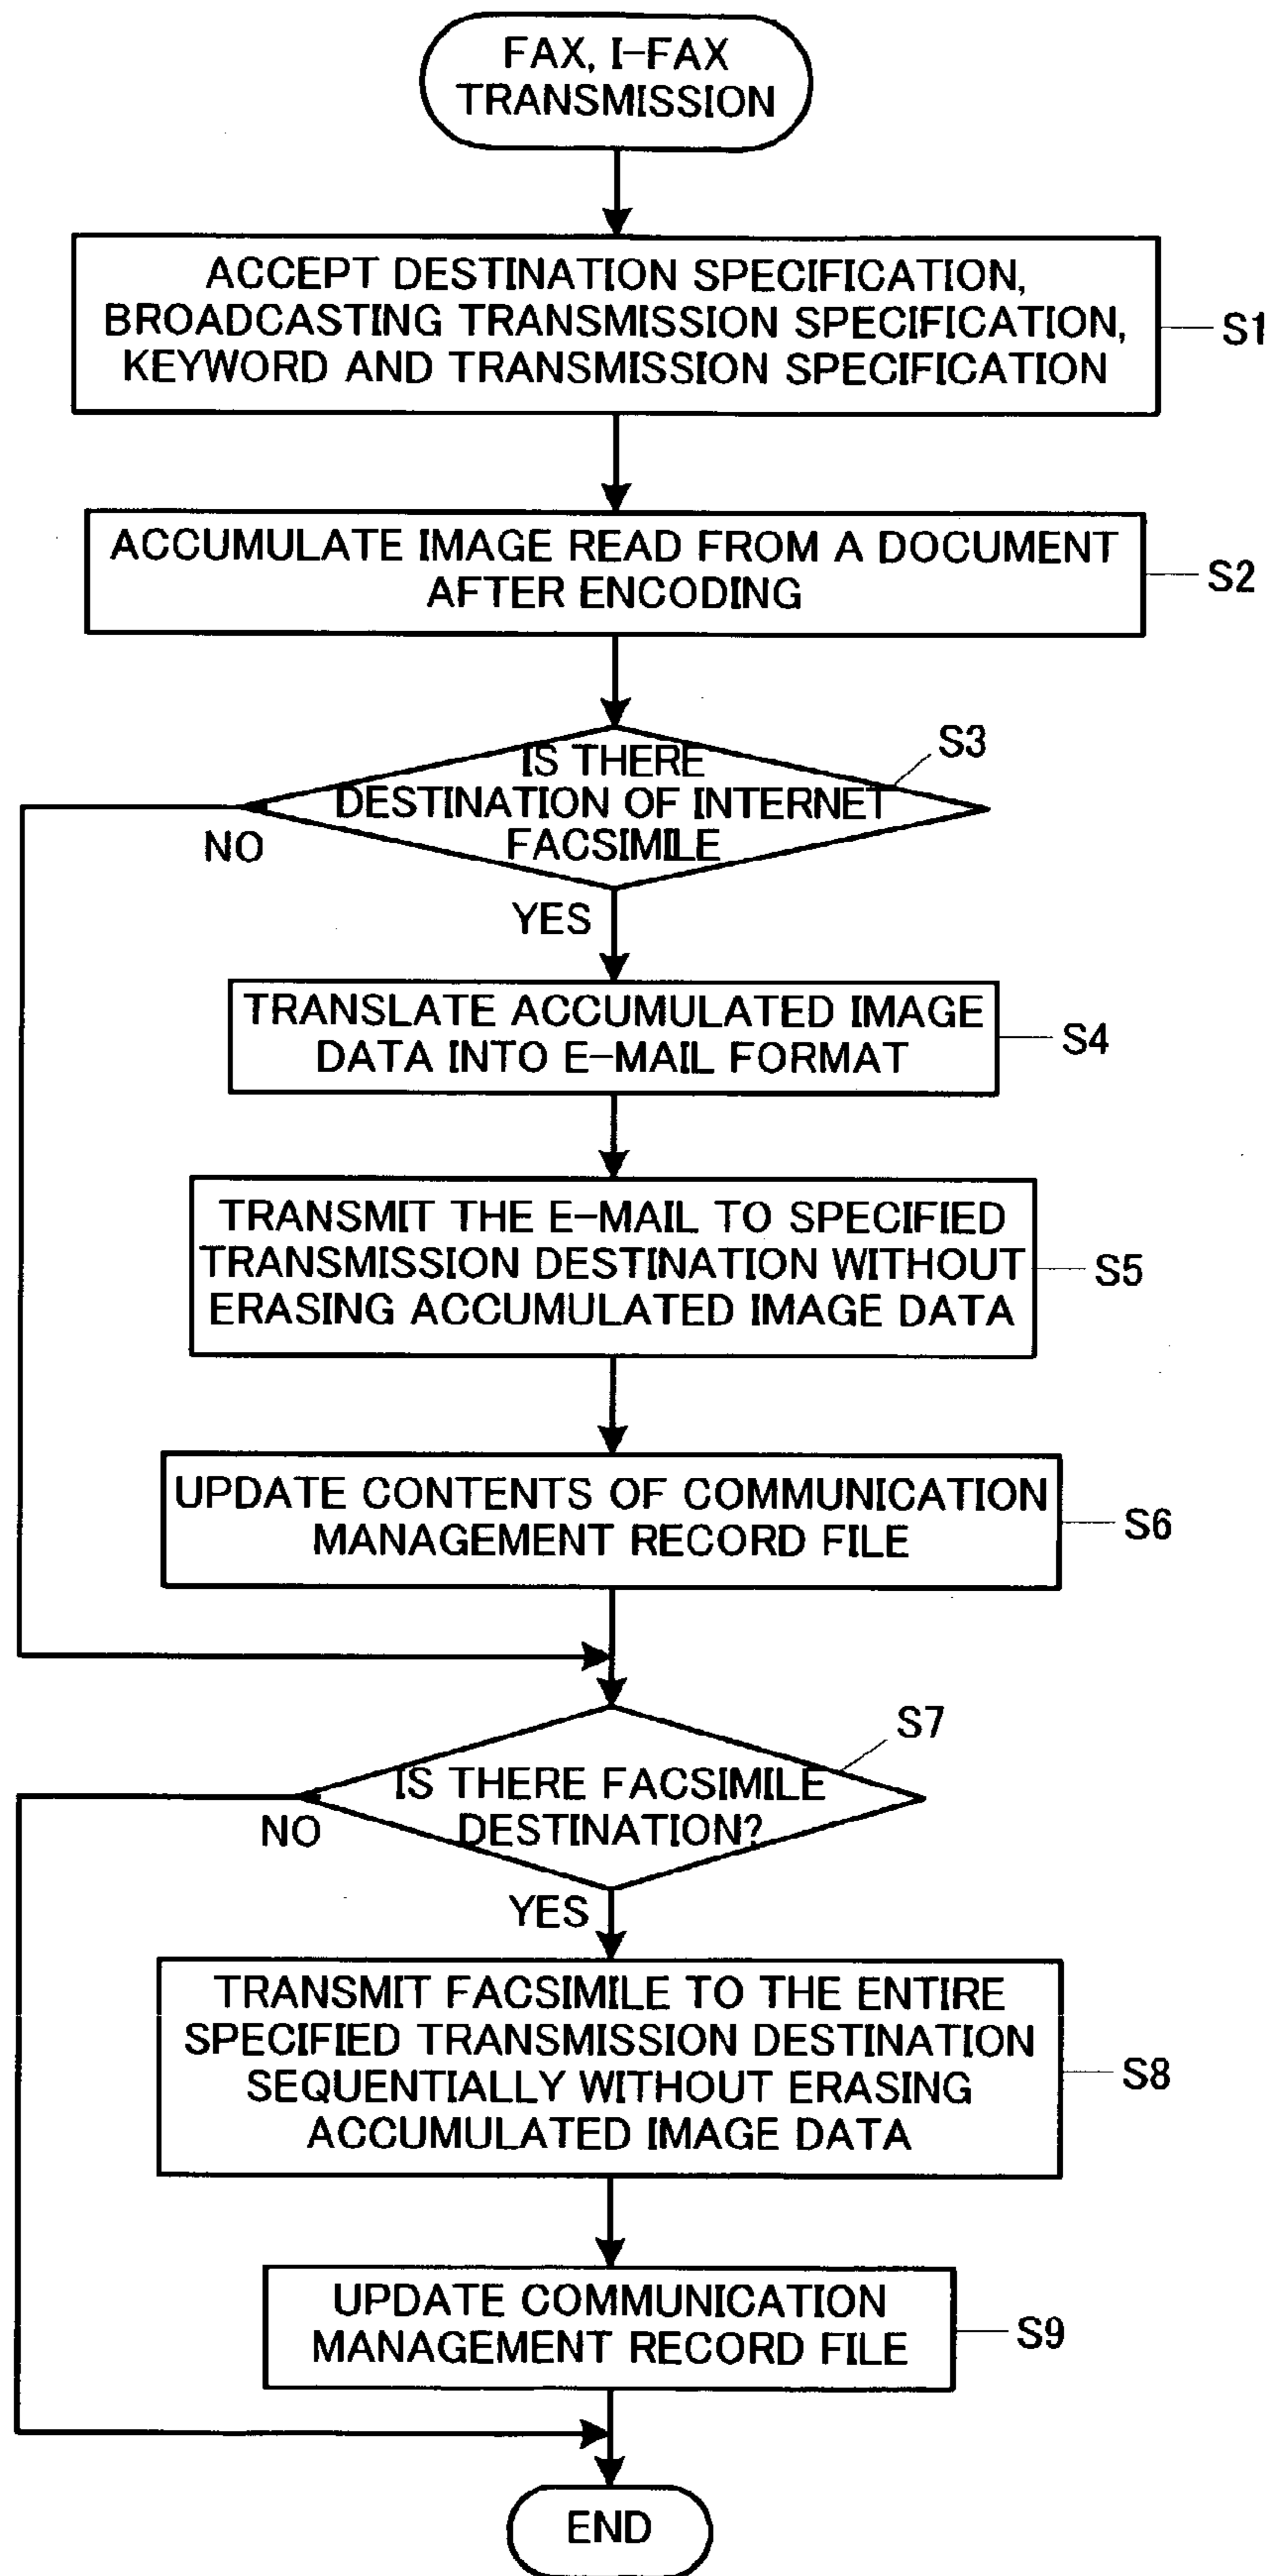 FAX, I-FAX
TRANSMISSION
ACCEPT DESTINATION SPECIFICATION,
BROADCASTING TRANSMISSION SPECIFICATION,
KEYWORD AND TRANSMISSION SPECIFICATION
S1
ACCUMULATE IMAGE READ FROM A DOCUMENT
AFTER ENCODING
S2
IS THERE
DESTINATION OF INTERNET
FACSIMILE
S3
NO
YES
TRANSLATE ACCUMULATED IMAGE
DATA INTO E-MAIL FORMAT
S4
TRANSMIT THE E-MAIL TO SPECIFIED
TRANSMISSION DESTINATION WITHOUT
ERASING ACCUMULATED IMAGE DATA
S5
UPDATE CONTENTS OF COMMUNICATION
MANAGEMENT RECORD FILE
S6
S7
IS THERE FACSIMILE
DESTINATION?
NO
YES
TRANSMIT FACSIMILE TO THE ENTIRE
SPECIFIED TRANSMISSION DESTINATION
SEQUENTIALLY WITHOUT ERASING
ACCUMULATED IMAGE DATA
S8
UPDATE COMMUNICATION
MANAGEMENT RECORD FILE
S9
END